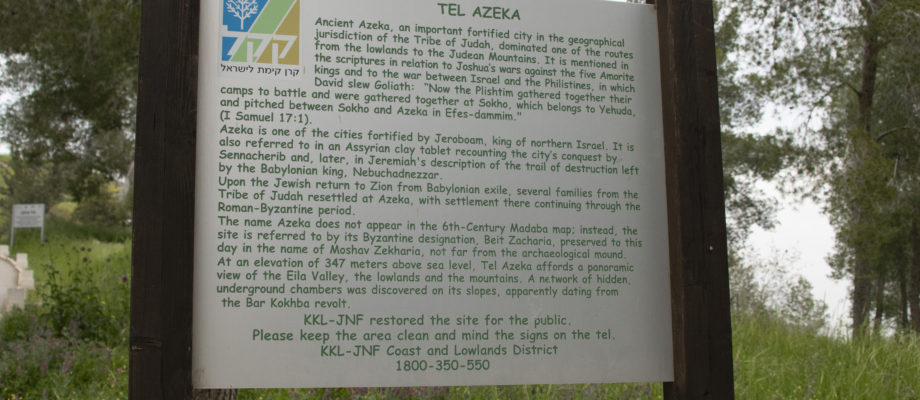 TEL AZEKA
קק"ל
קרן קימת לישראל
Ancient Azeka, an important fortified city in the geographical
jurisdiction of the Tribe of Judah, dominated one of the routes
from the lowlands to the Judean Mountains. It is mentioned in
the scriptures in relation to Joshua's wars against the five Amorite
kings and to the war between Israel and the Philistines, in which
David slew Goliath: "Now the Plishtim gathered together their
camps to battle and were gathered together at Sokho, which belongs to Yehuda,
and pitched between Sokho and Azeka in Efes-dammim."
(I Samuel 17:1).
Azeka is one of the cities fortified by Jeroboam, king of northern Israel. It is
also referred to in an Assyrian clay tablet recounting the city's conquest by
Sennacherib and, later, in Jeremiah's description of the trail of destruction left
by the Babylonian king, Nebuchadnezzar.
Upon the Jewish return to Zion from Babylonian exile, several families from the
Tribe of Judah resettled at Azeka, with settlement there continuing through the
Roman-Byzantine period.
The name Azeka does not appear in the 6th-Century Madaba map; instead, the
site is referred to by its Byzantine designation, Beit Zacharia, preserved to this
day in the name of Moshav Zekharia, not far from the archaeological mound.
At an elevation of 347 meters above sea level, Tel Azeka affords a panoramic
view of the Eila Valley, the lowlands and the mountains. A network of hidden,
underground chambers was discovered on its slopes, apparently dating from
the Bar Kokhba revolt.
KKL-JNF restored the site for the public.
Please keep the area clean and mind the signs on the tel.
KKL-JNF Coast and Lowlands District
1800-350-550